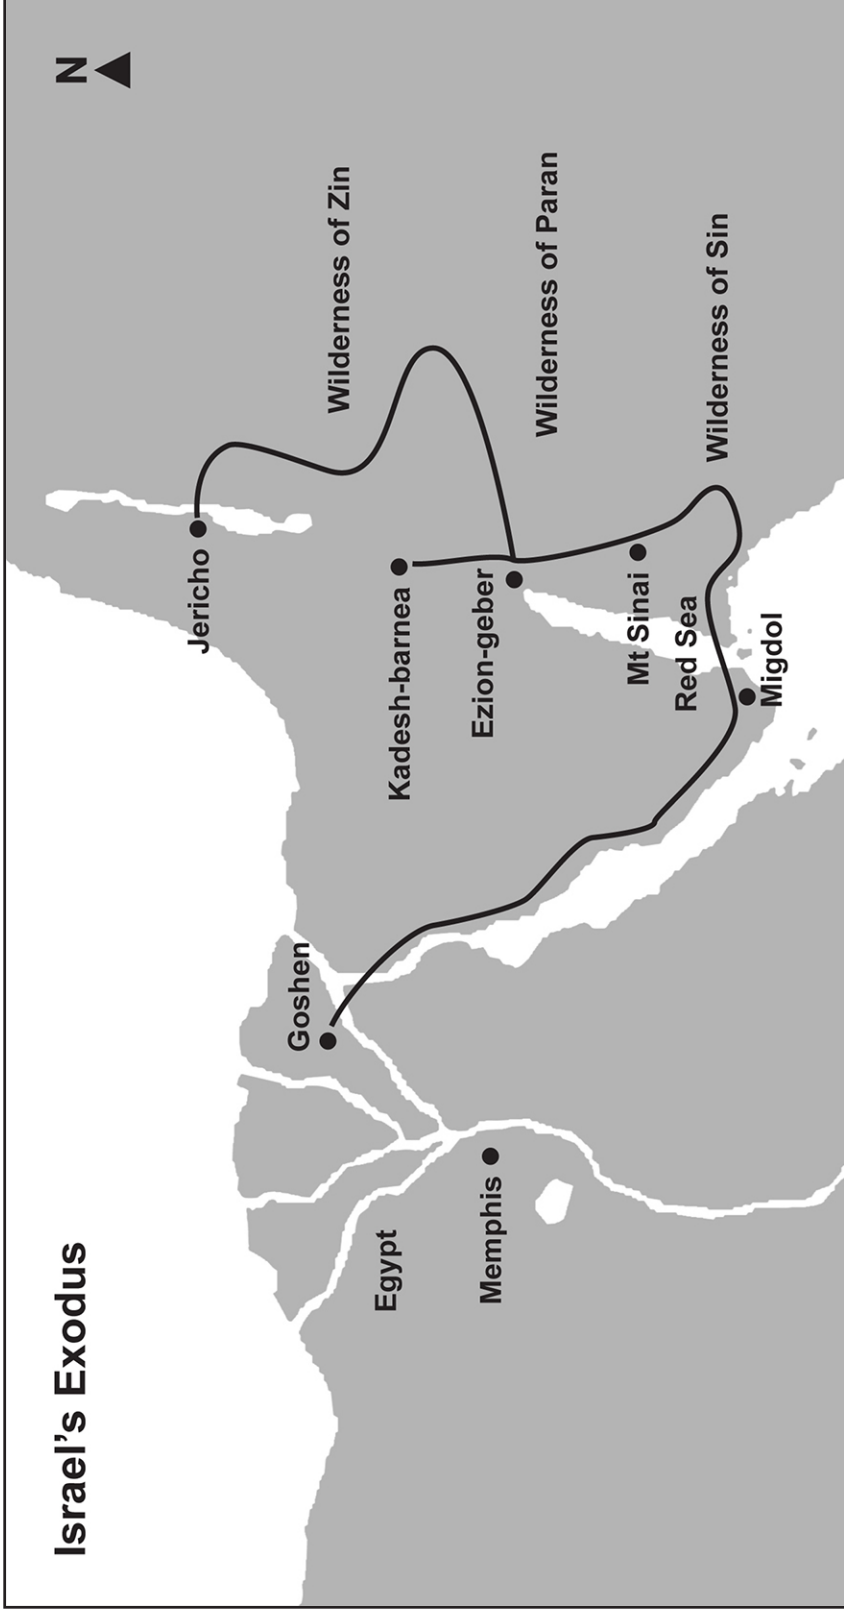 Israel's Exodus
N
Jericho
Goshen
Wilderness of Zin
Egypt
Kadesh-barnea
Memphis
Ezion-geber
Wilderness of Paran
Mt Sinai
Red Sea
Wilderness of Sin
Migdol